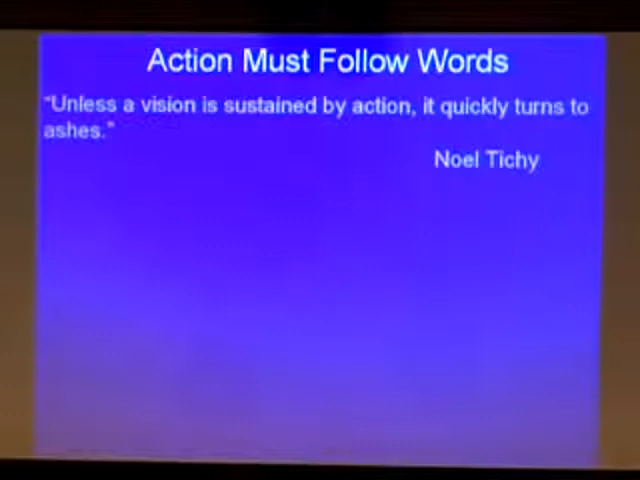 Action Must Follow Words
"Unless a vision is sustained by action, it quickly turns to
ashes."
Noel Tichy